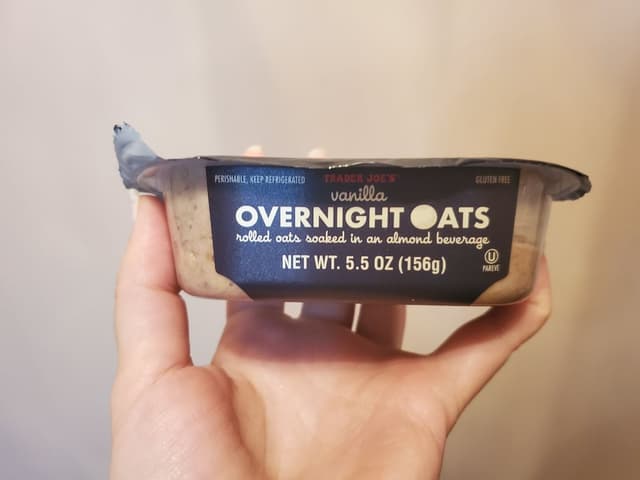 PERISHABLE, KEEP REFRIGERATED
TRADER JOE'S
GLUTEN FREE
vanilla
OVERNIGHT OATS
rolled oats soaked in an almond beverage
NET WT. 5.5 OZ (156g)
U
PAREVE